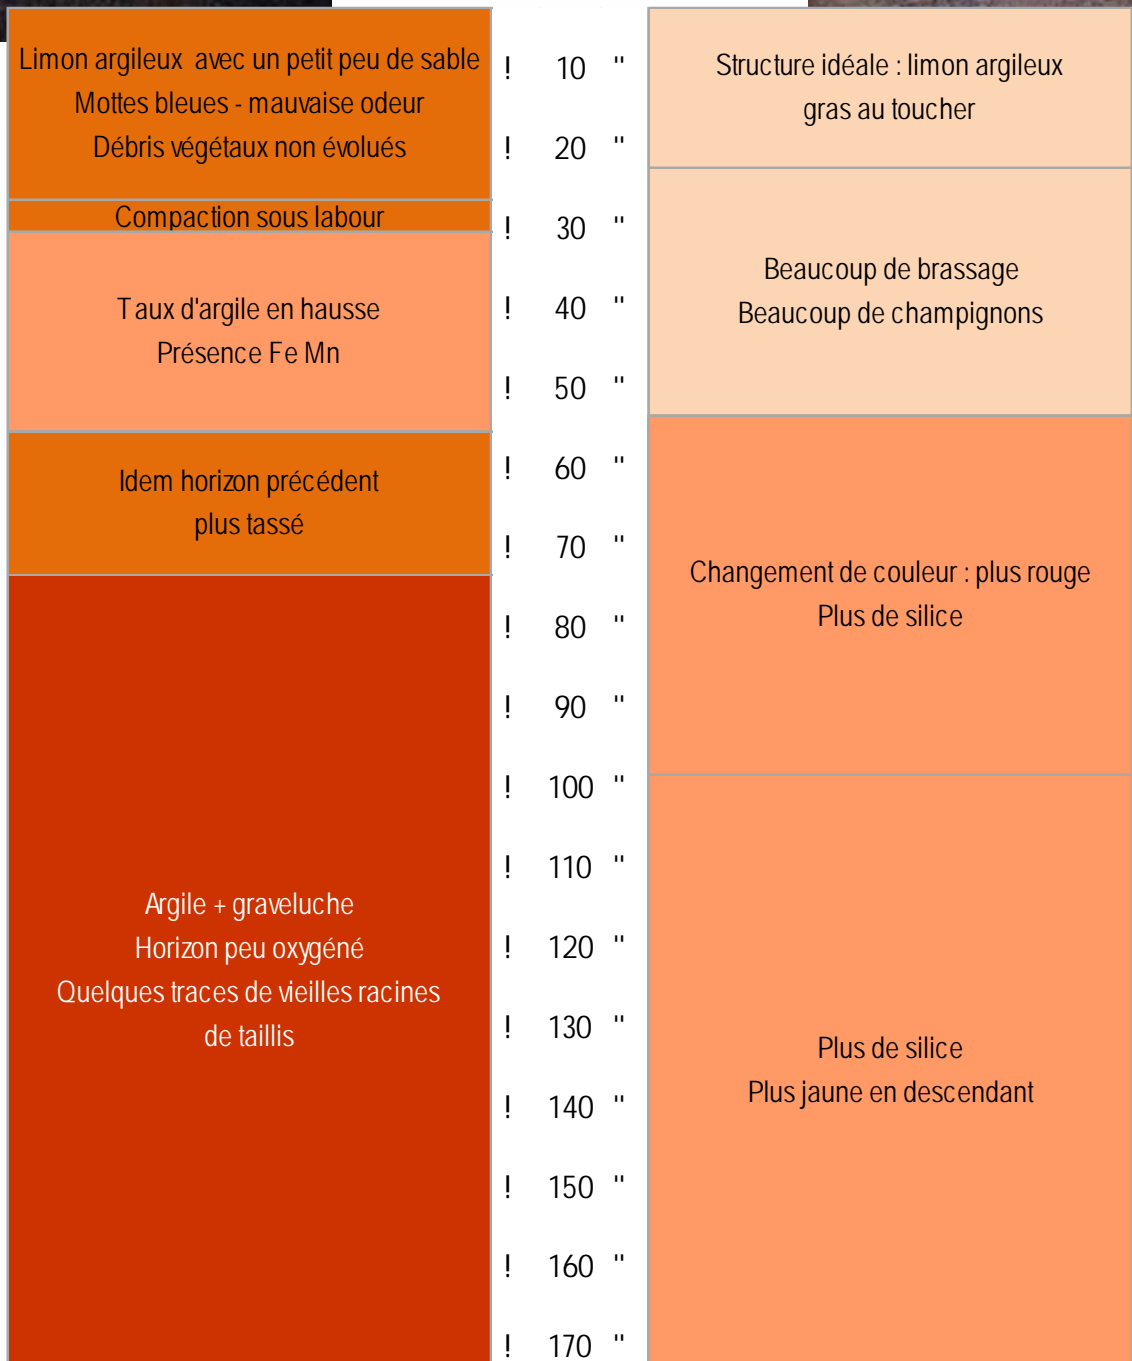 Limon argileux avec un petit peu de sable
Mottes bleues - mauvaise odeur
Débris végétaux non évolués
Compaction sous labour
Taux d'argile en hausse
Présence Fe Mn
Idem horizon précédent
plus tassé
Argile + graveluche
Horizon peu oxygéné
Quelques traces de vieilles racines
de taillis
! 10 "
! 20 "
! 30 "
! 40 "
! 50 "
! 60 "
! 70 "
! 80 "
! 90 "
! 100 "
! 110 "
! 120 "
! 130 "
! 140 "
! 150 "
! 160 "
! 170 "
Structure idéale : limon argileux
gras au toucher
Beaucoup de brassage
Beaucoup de champignons
Changement de couleur : plus rouge
Plus de silice
Plus de silice
Plus jaune en descendant